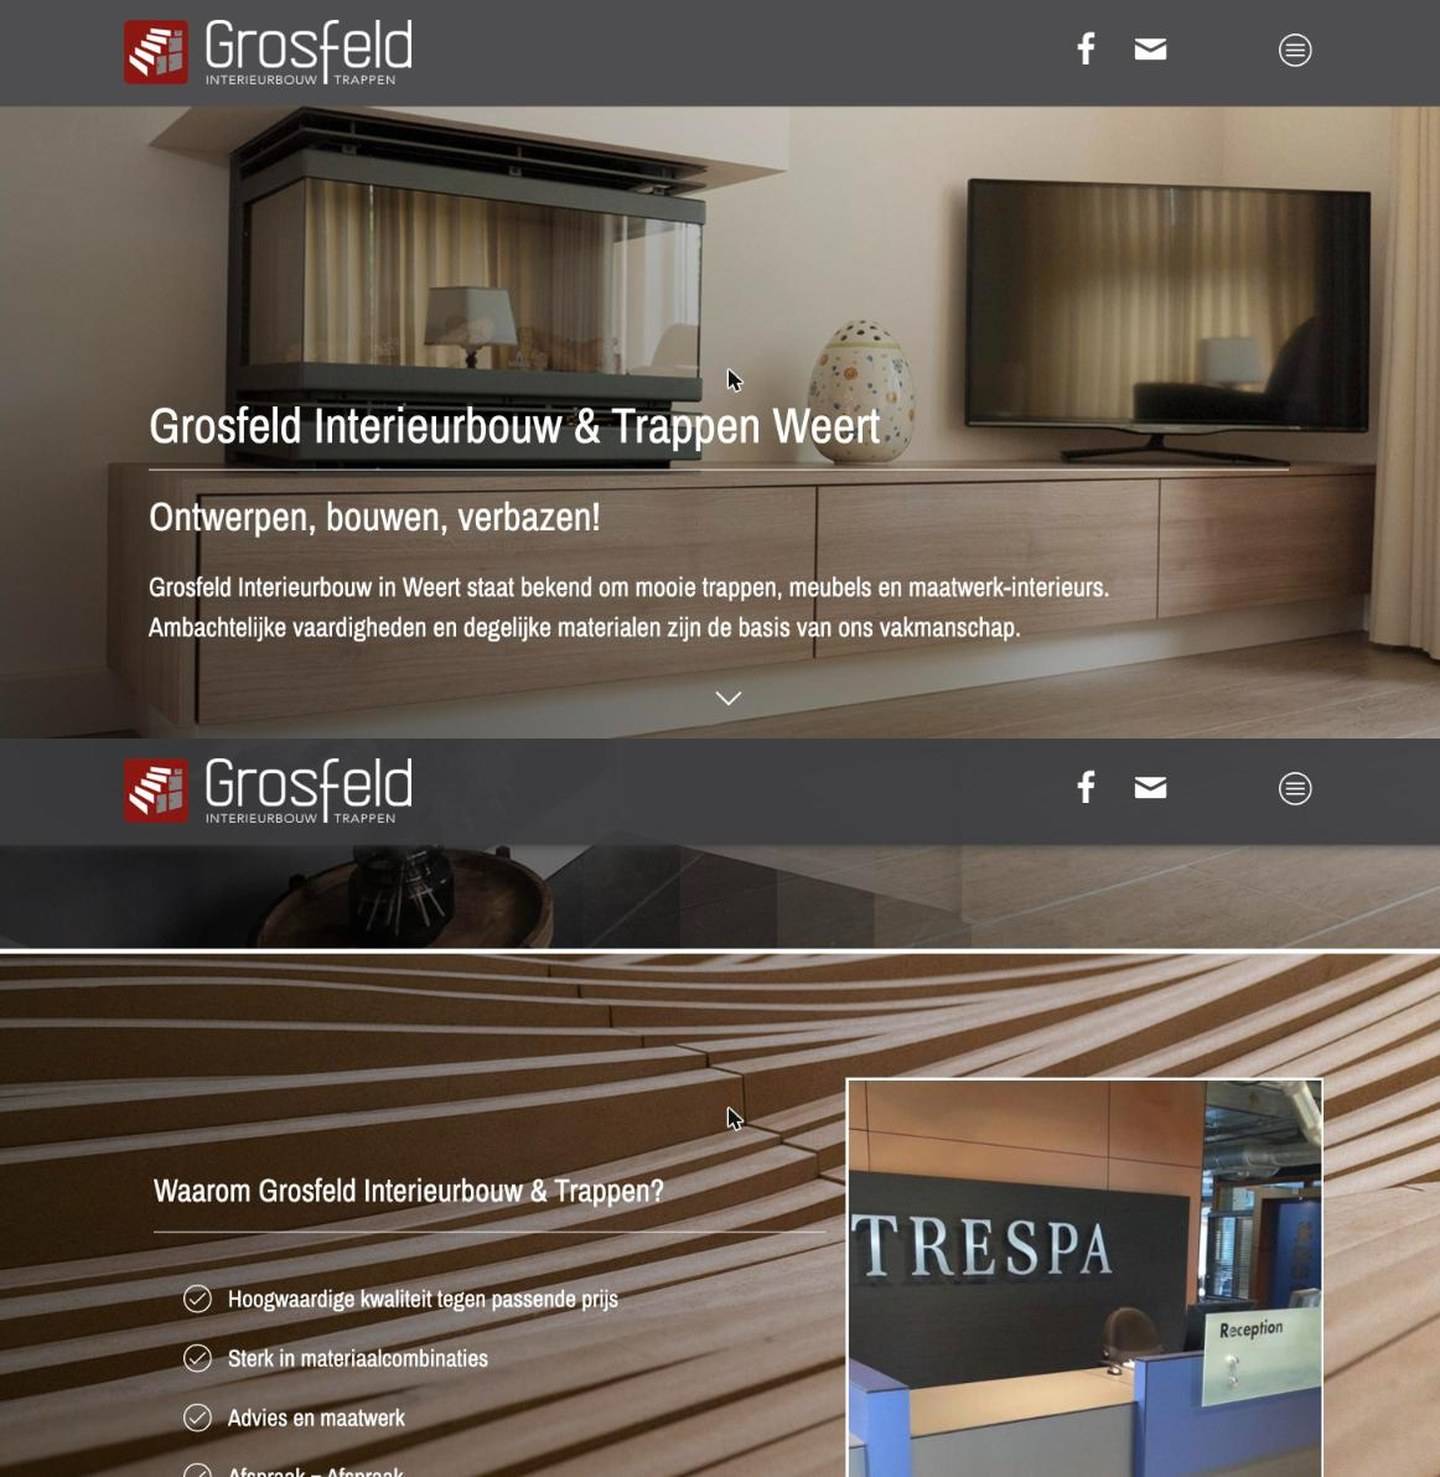 Grosfeld
INTERIEURBOUW TRAPPEN
Grosfeld Interieurbouw & Trappen Weert
Ontwerpen, bouwen, verbazen!
Grosfeld Interieurbouw in Weert staat bekend om mooie trappen, meubels en maatwerk-interieurs.
Ambachtelijke vaardigheden en degelijke materialen zijn de basis van ons vakmanschap.
Grosfeld
INTERIEURBOUW TRAPPEN
Waarom Grosfeld Interieurbouw & Trappen?
Hoogwaardige kwaliteit tegen passende prijs
Sterk in materiaalcombinaties
Advies en maatwerk
Afspraak = Afspraak
TRESPA
Reception